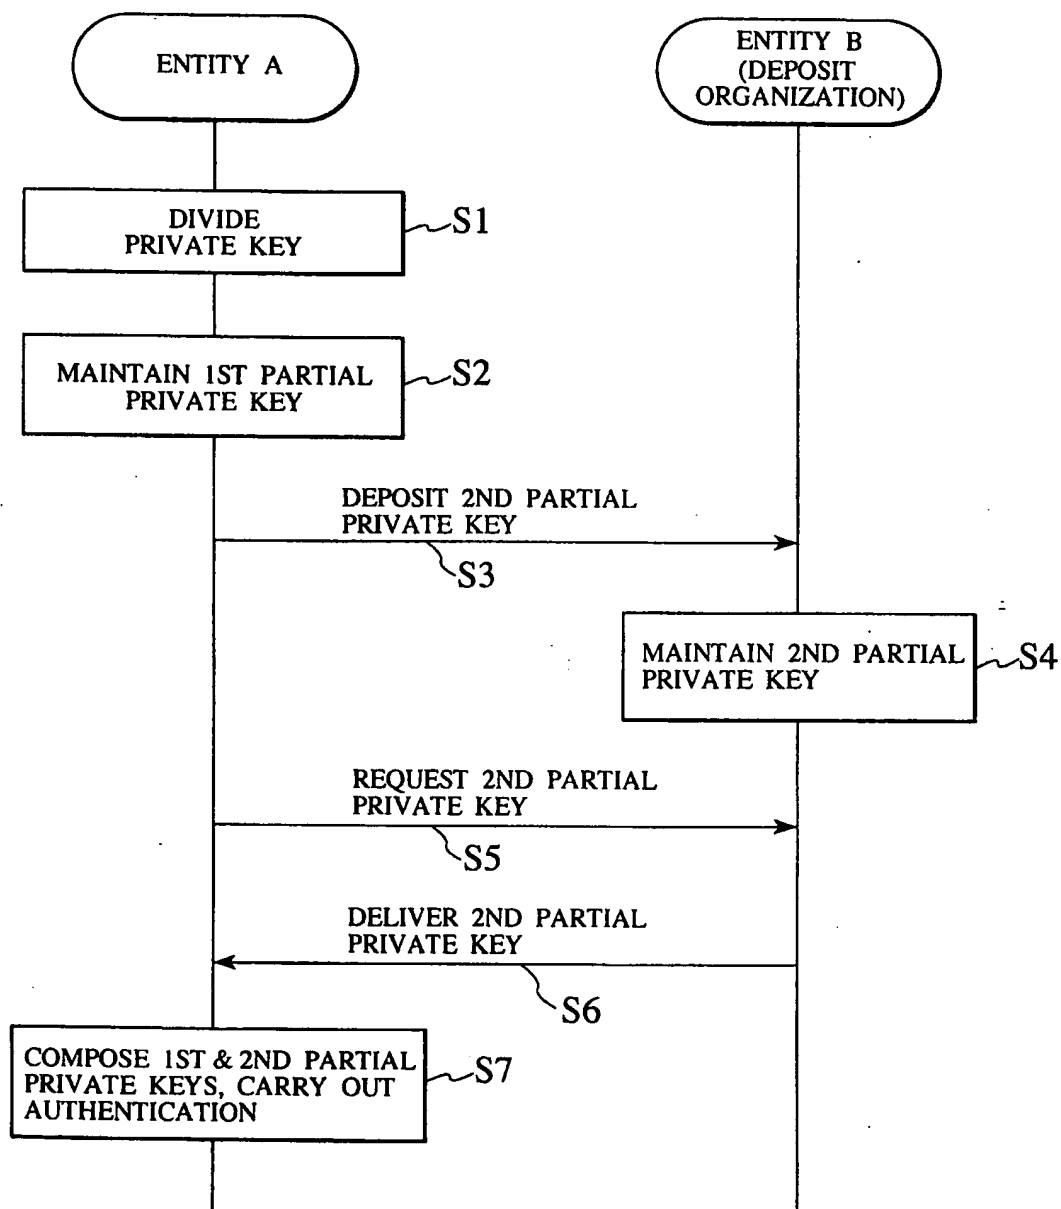 ENTITY A
ENTITY B
(DEPOSIT
ORGANIZATION)
DIVIDE
PRIVATE KEY
S1
MAINTAIN 1ST PARTIAL
PRIVATE KEY
S2
DEPOSIT 2ND PARTIAL
PRIVATE KEY
S3
MAINTAIN 2ND PARTIAL
PRIVATE KEY
S4
REQUEST 2ND PARTIAL
PRIVATE KEY
S5
DELIVER 2ND PARTIAL
PRIVATE KEY
S6
COMPOSE 1ST & 2ND PARTIAL
PRIVATE KEYS, CARRY OUT
AUTHENTICATION
S7